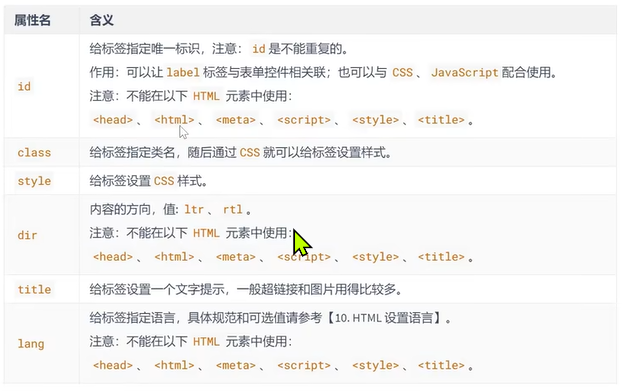 属性名 含义
id
给标签指定唯一标识，注意： id 是不能重复的。
作用：可以让 label 标签与表单控件相关联；也可以与 CSS 、 JavaScript 配合使用。
注意：不能在以下 HTML 元素中使用：
<head> 、 <html> 、 <meta> 、 <script> 、 <style> 、 <title> 。
class 给标签指定类名，随后通过 CSS 就可以给标签设置样式。
style 给标签设置 CSS 样式。
dir
内容的方向，值: ltr 、 rtl 。
注意：不能在以下 HTML 元素中使用：
<head> 、 <html> 、 <meta> 、 <script> 、 <style> 、 <title> 。
title 给标签设置一个文字提示，一般超链接和图片用得比较多。
lang
给标签指定语言，具体规范和可选值请参考【10. HTML 设置语言】。
注意：不能在以下 HTML 元素中使用：
<head> 、 <html> 、 <meta> 、 <script> 、 <style> 、 <title> 。